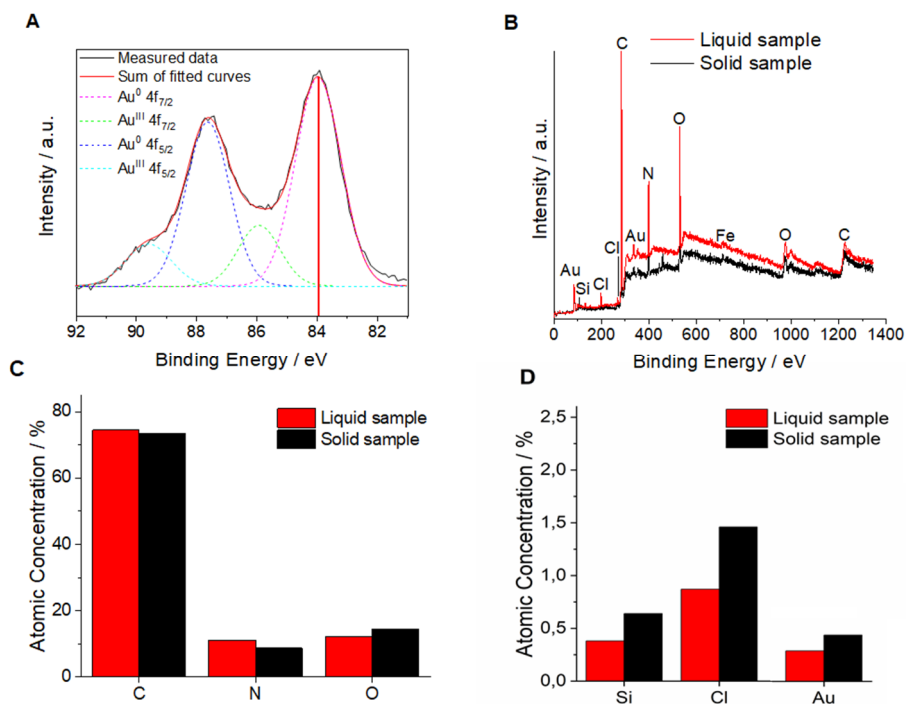 A
Measured data
Sum of fitted curves
Au⁰ 4f₇/₂
Auᴵᴵᴵ 4f₇/₂
Au⁰ 4f₅/₂
Auᴵᴵᴵ 4f₅/₂
Intensity / a.u.
92 90 88 86 84 82
Binding Energy / eV
B
Liquid sample
Solid sample
C
O
N
Cl
Au
Fe
O
C
Au
Si
Cl
Intensity / a.u.
0 200 400 600 800 1000 1200 1400
Binding Energy / eV
C
Liquid sample
Solid sample
80
60
40
20
0
Atomic Concentration / %
C N O
D
Liquid sample
Solid sample
2,5
2,0
1,5
1,0
0,5
0,0
Atomic Concentration / %
Si Cl Au